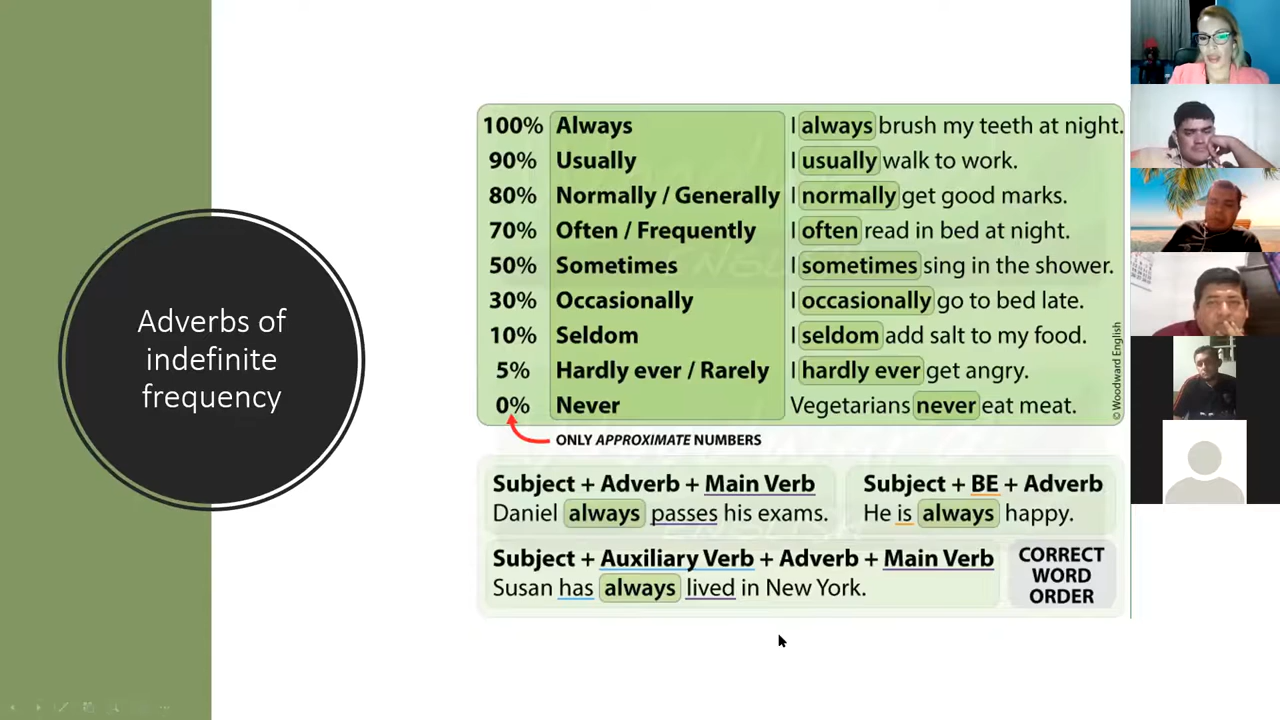 Adverbs of
indefinite
frequency
100% Always I always brush my teeth at night.
90% Usually I usually walk to work.
80% Normally / Generally I normally get good marks.
70% Often / Frequently I often read in bed at night.
50% Sometimes I sometimes sing in the shower.
30% Occasionally I occasionally go to bed late.
10% Seldom I seldom add salt to my food.
5% Hardly ever / Rarely I hardly ever get angry.
0% Never Vegetarians never eat meat.
© Woodward English
ONLY APPROXIMATE NUMBERS
Subject + Adverb + Main Verb
Daniel always passes his exams.
Subject + BE + Adverb
He is always happy.
Subject + Auxiliary Verb + Adverb + Main Verb
Susan has always lived in New York.
CORRECT
WORD
ORDER